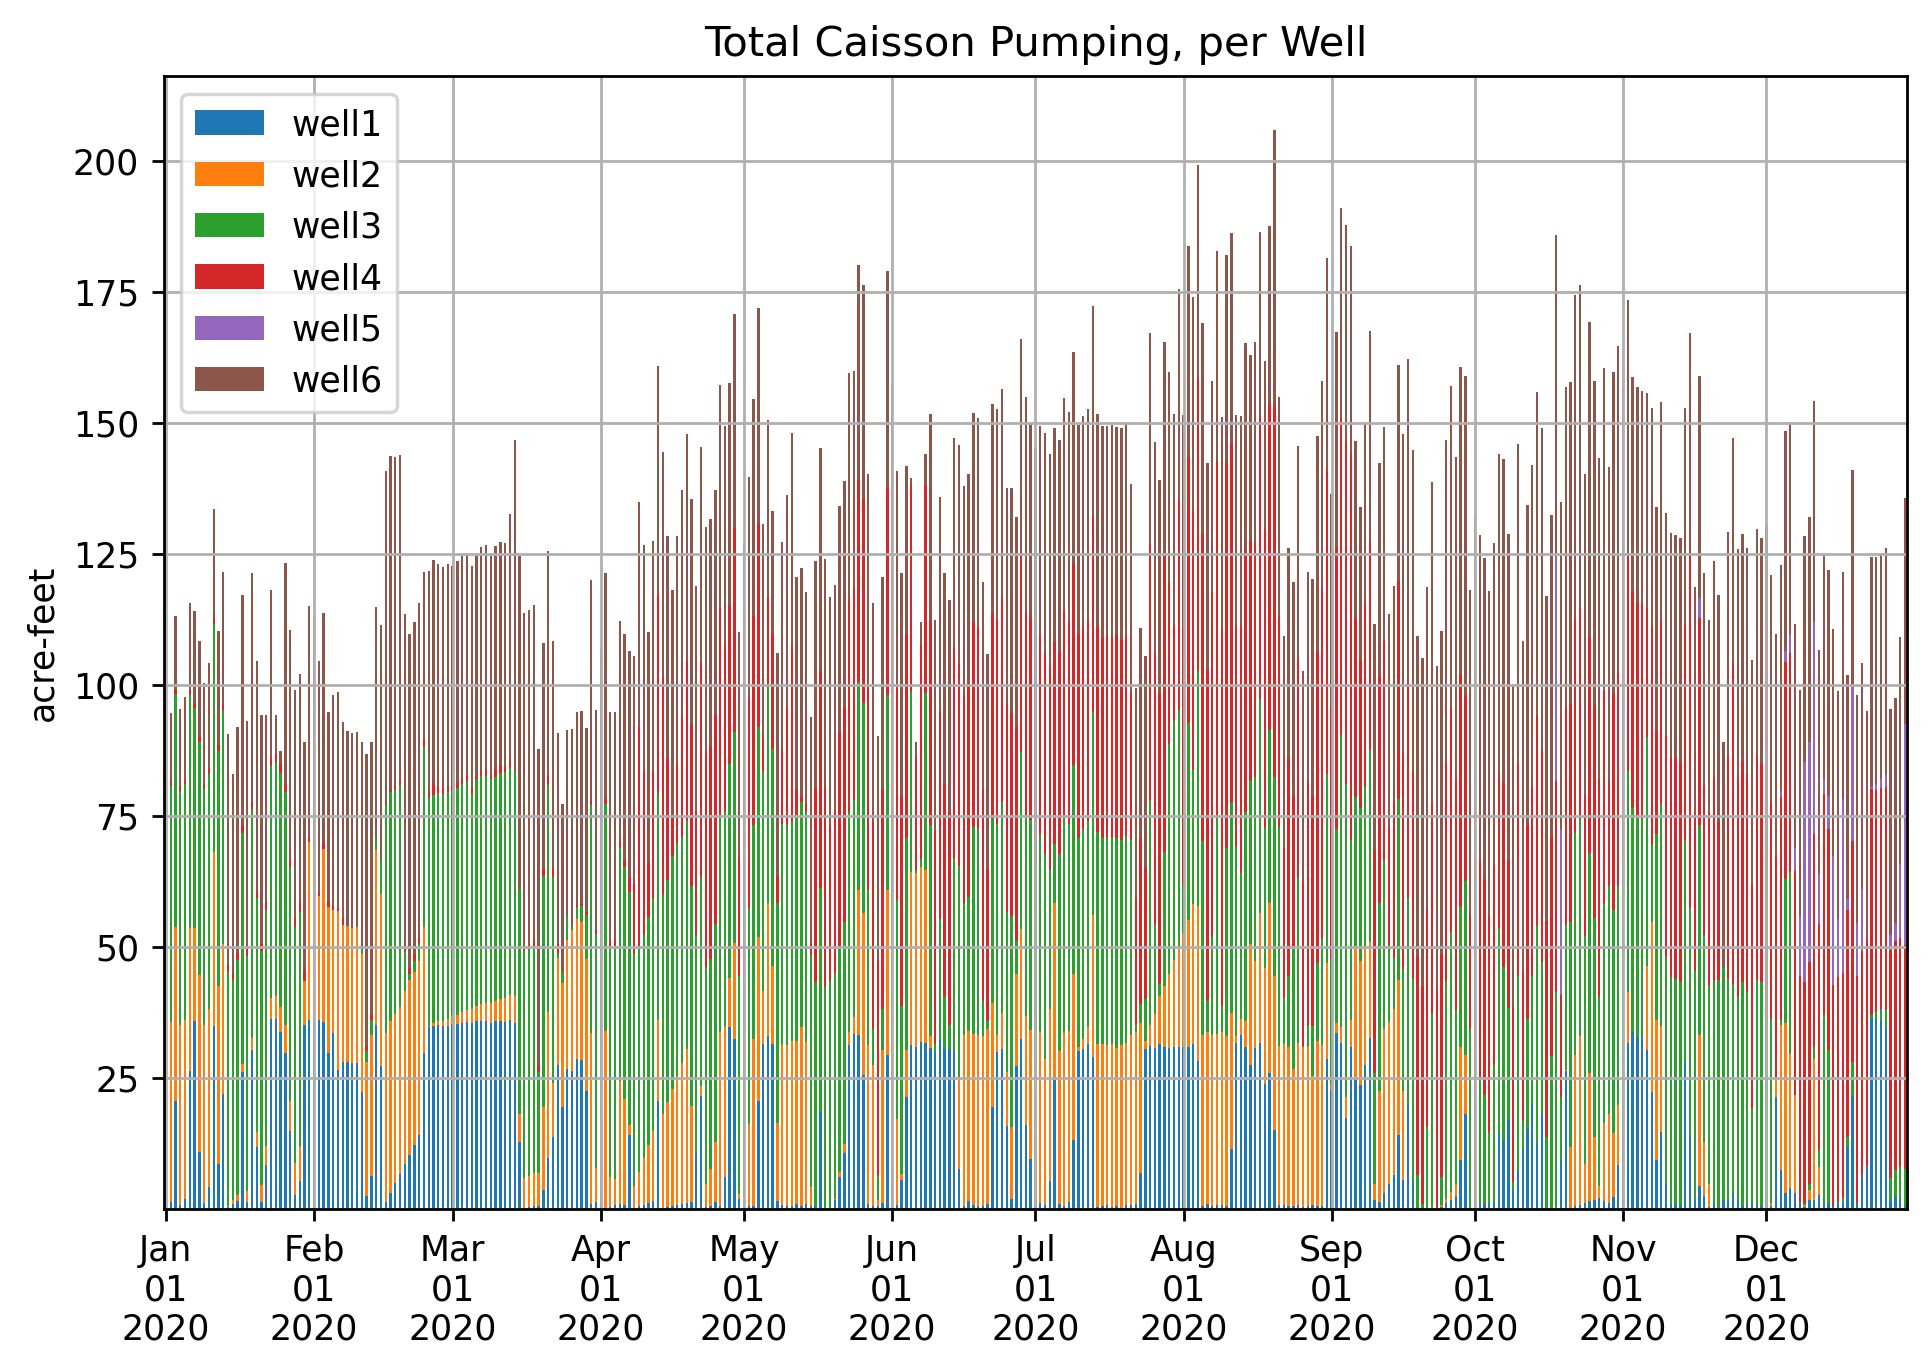 Total Caisson Pumping, per Well
acre-feet
200
175
150
125
100
75
50
25
well1
well2
well3
well4
well5
well6
Jan Feb Mar Apr May Jun Jul Aug Sep Oct Nov Dec
01 01 01 01 01 01 01 01 01 01 01 01
2020 2020 2020 2020 2020 2020 2020 2020 2020 2020 2020 2020